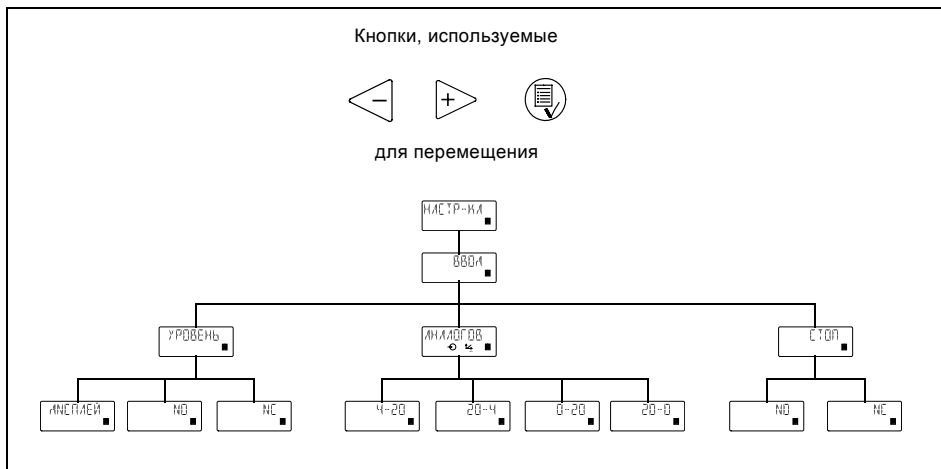 Кнопки, используемые
− +
для перемещения
НАСТР-КА
ВВОД
УРОВЕНЬ АНАЛОГОВ СТОП
ДИСПЛЕЙ NO NC 4-20 20-4 0-20 20-0 NO NC